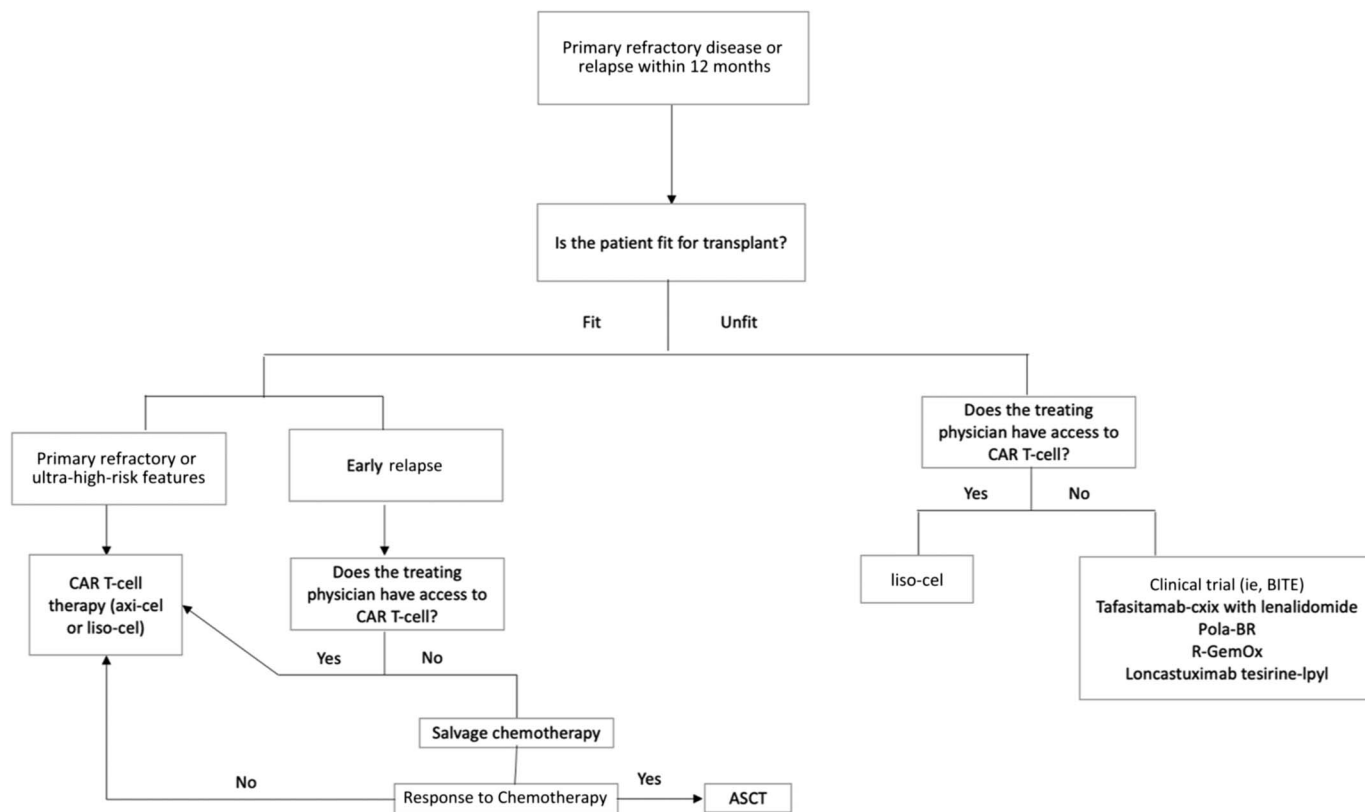 Primary refractory disease or
relapse within 12 months
Is the patient fit for transplant?
Fit
Unfit
Primary refractory or
ultra-high-risk features
Early relapse
Does the treating
physician have access to
CAR T-cell?
Yes
No
CAR T-cell
therapy (axi-cel
or liso-cel)
Does the treating
physician have access to
CAR T-cell?
Yes
No
liso-cel
Clinical trial (ie, BITE)
Tafasitamab-cxix with lenalidomide
Pola-BR
R-GemOx
Loncastuximab tesirine-lpyl
Salvage chemotherapy
No
Response to Chemotherapy
Yes
ASCT